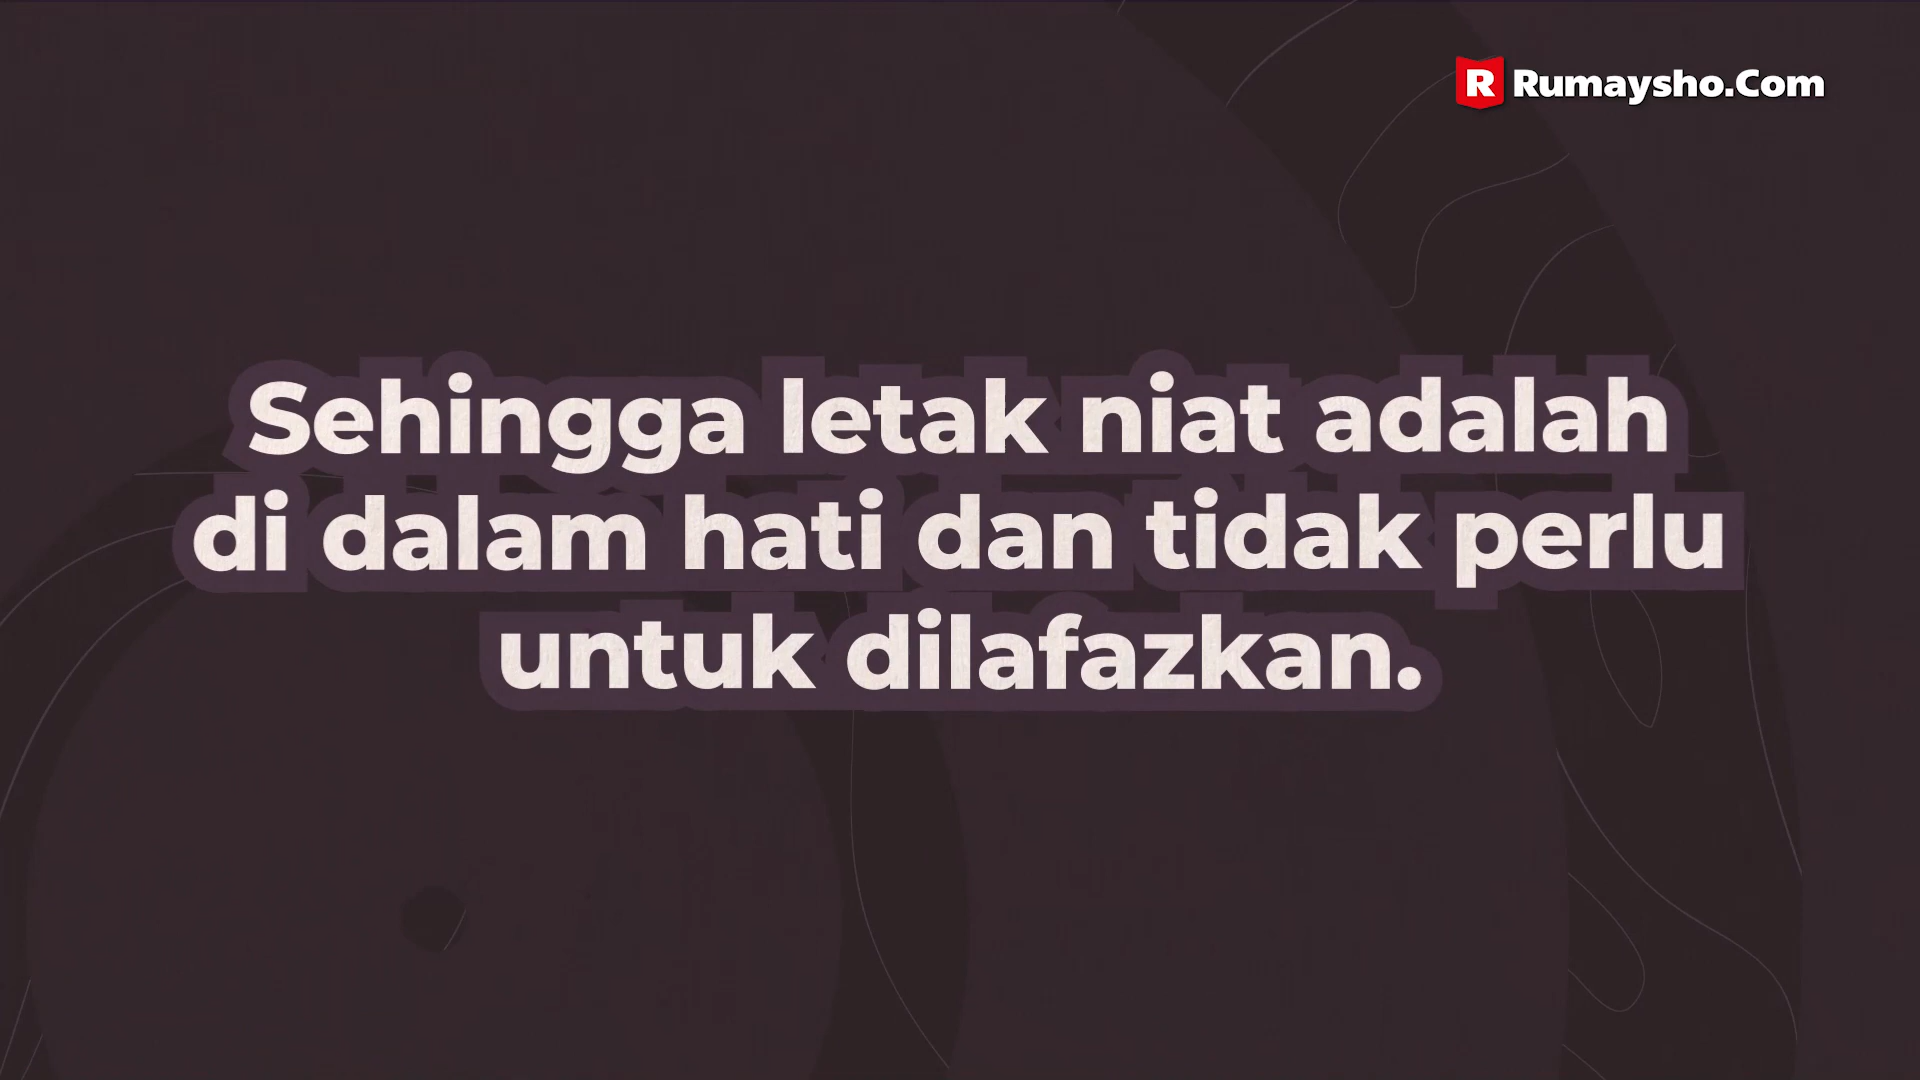 R Rumaysho.Com
Sehingga letak niat adalah
di dalam hati dan tidak perlu
untuk dilafazkan.